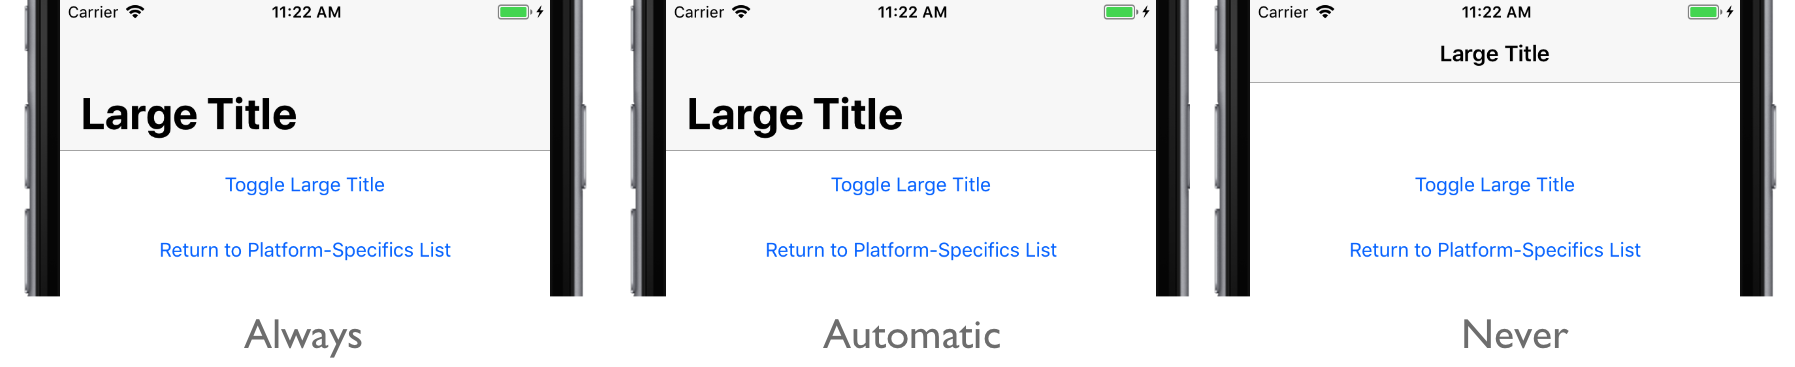 Carrier 11:22 AM
Large Title
Toggle Large Title
Return to Platform-Specifics List
Always
Carrier 11:22 AM
Large Title
Toggle Large Title
Return to Platform-Specifics List
Automatic
Carrier 11:22 AM
Large Title
Toggle Large Title
Return to Platform-Specifics List
Never